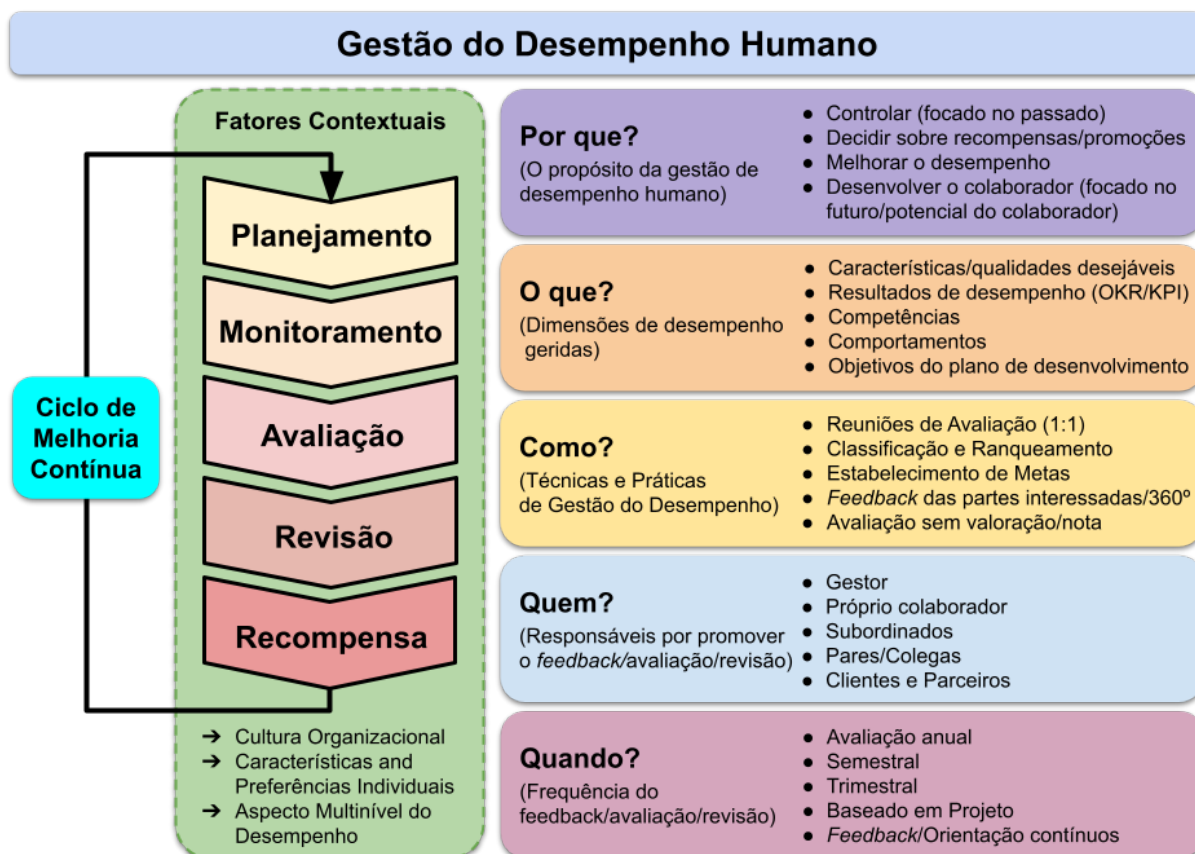 Gestão do Desempenho Humano
Fatores Contextuais
Planejamento
Monitoramento
Avaliação
Revisão
Recompensa
Ciclo de
Melhoria
Contínua
➔ Cultura Organizacional
➔ Características and
Preferências Individuais
➔ Aspecto Multinível do
Desempenho
Por que?
(O propósito da gestão de
desempenho humano)
● Controlar (focado no passado)
● Decidir sobre recompensas/promoções
● Melhorar o desempenho
● Desenvolver o colaborador (focado no
futuro/potencial do colaborador)
O que?
(Dimensões de desempenho
geridas)
● Características/qualidades desejáveis
● Resultados de desempenho (OKR/KPI)
● Competências
● Comportamentos
● Objetivos do plano de desenvolvimento
Como?
(Técnicas e Práticas
de Gestão do Desempenho)
● Reuniões de Avaliação (1:1)
● Classificação e Ranqueamento
● Estabelecimento de Metas
● Feedback das partes interessadas/360º
● Avaliação sem valoração/nota
Quem?
(Responsáveis por promover
o feedback/avaliação/revisão)
● Gestor
● Próprio colaborador
● Subordinados
● Pares/Colegas
● Clientes e Parceiros
Quando?
(Frequência do
feedback/avaliação/revisão)
● Avaliação anual
● Semestral
● Trimestral
● Baseado em Projeto
● Feedback/Orientação contínuos